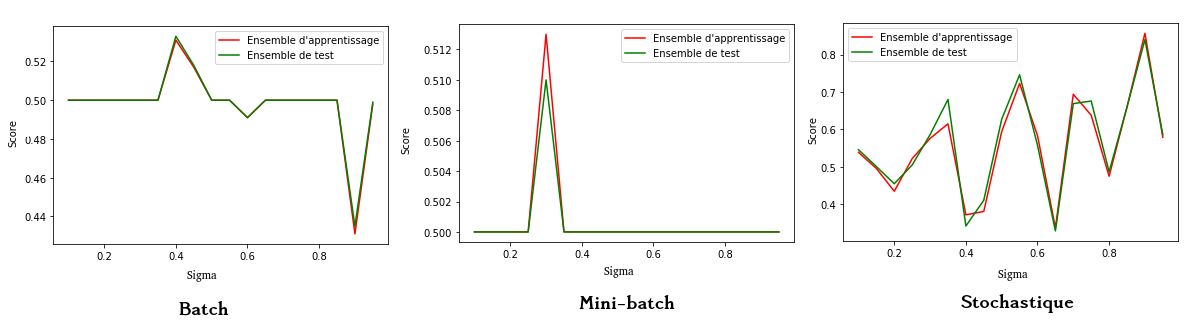 Ensemble d'apprentissage
Ensemble de test
Score
0.52
0.50
0.48
0.46
0.44
0.2 0.4 0.6 0.8
Sigma
Batch
Ensemble d'apprentissage
Ensemble de test
Score
0.512
0.510
0.508
0.506
0.504
0.502
0.500
0.2 0.4 0.6 0.8
Sigma
Mini-batch
Ensemble d'apprentissage
Ensemble de test
Score
0.8
0.7
0.6
0.5
0.4
0.2 0.4 0.6 0.8
Sigma
Stochastique